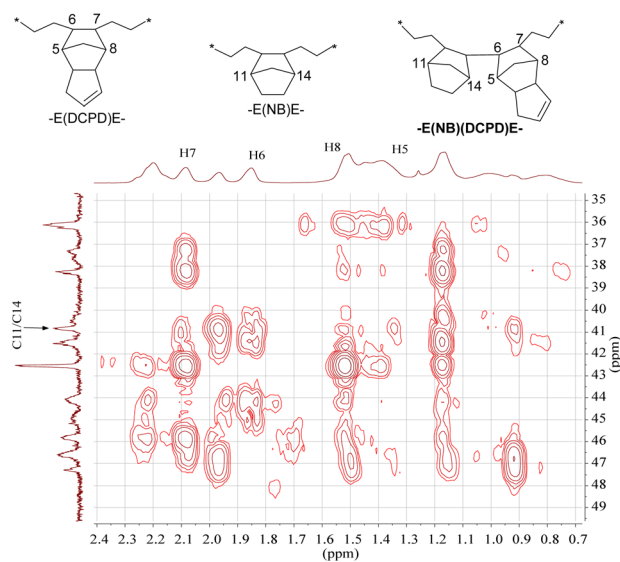 * 6 7 *
5 8
-E(DCPD)E-
* *
11 14
-E(NB)E-
* 6 7 *
11 8
14 5
-E(NB)(DCPD)E-
H7 H6 H8 H5
C11/C14
35
36
37
38
39
40
41
42
43
44
45
46
47
48
49
(ppm)
2.4 2.3 2.2 2.1 2.0 1.9 1.8 1.7 1.6 1.5 1.4 1.3 1.2 1.1 1.0 0.9 0.8 0.7
(ppm)